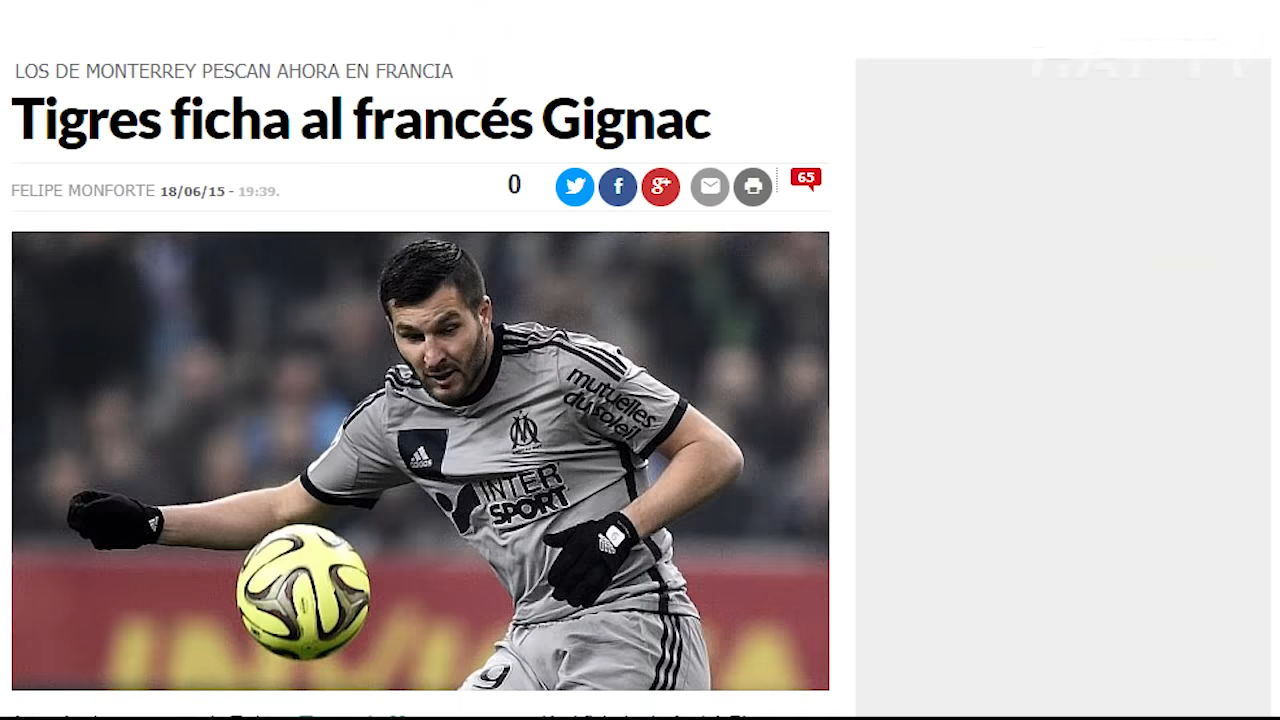 LOS DE MONTERREY PESCAN AHORA EN FRANCIA
Tigres ficha al francés Gignac
FELIPE MONFORTE 18/06/15 - 19:39.
0
65
mutuelles
du soleil
adidas
INTER
SPORT
9